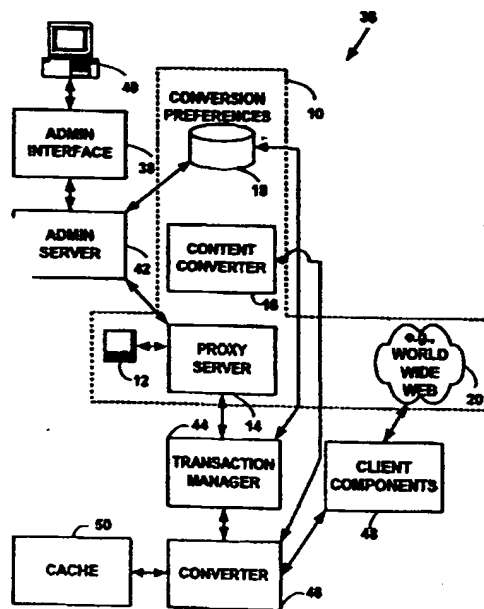 36
40
CONVERSION
PREFERENCES
10
ADMIN
INTERFACE
38
18
ADMIN
SERVER
42
CONTENT
CONVERTER
16
12
PROXY
SERVER
14
e.g.,
WORLD
WIDE
WEB
20
44
TRANSACTION
MANAGER
CLIENT
COMPONENTS
48
50
CACHE
CONVERTER
46